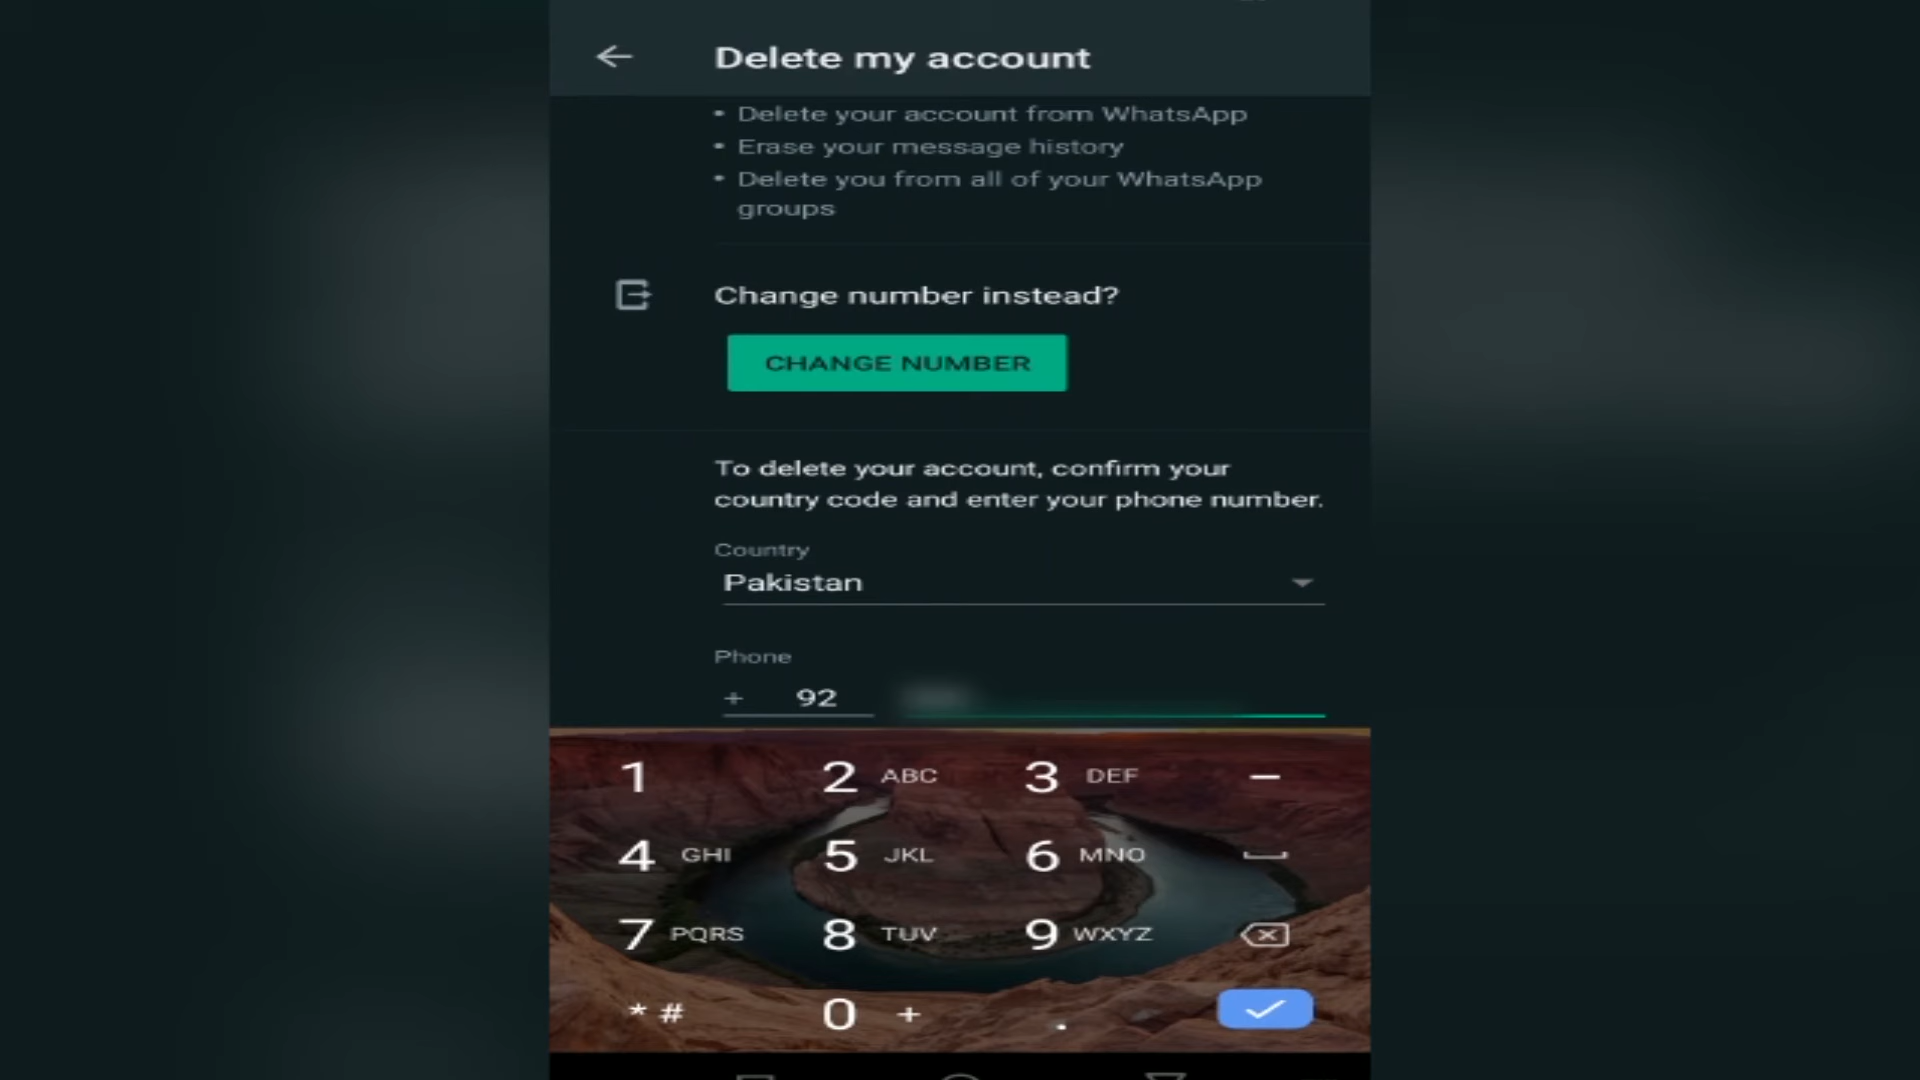 Delete my account
• Delete your account from WhatsApp
• Erase your message history
• Delete you from all of your WhatsApp
groups
Change number instead?
CHANGE NUMBER
To delete your account, confirm your
country code and enter your phone number.
Country
Pakistan
Phone
+ 92
1 2 ABC 3 DEF –
4 GHI 5 JKL 6 MNO
7 PQRS 8 TUV 9 WXYZ
* # 0 + .